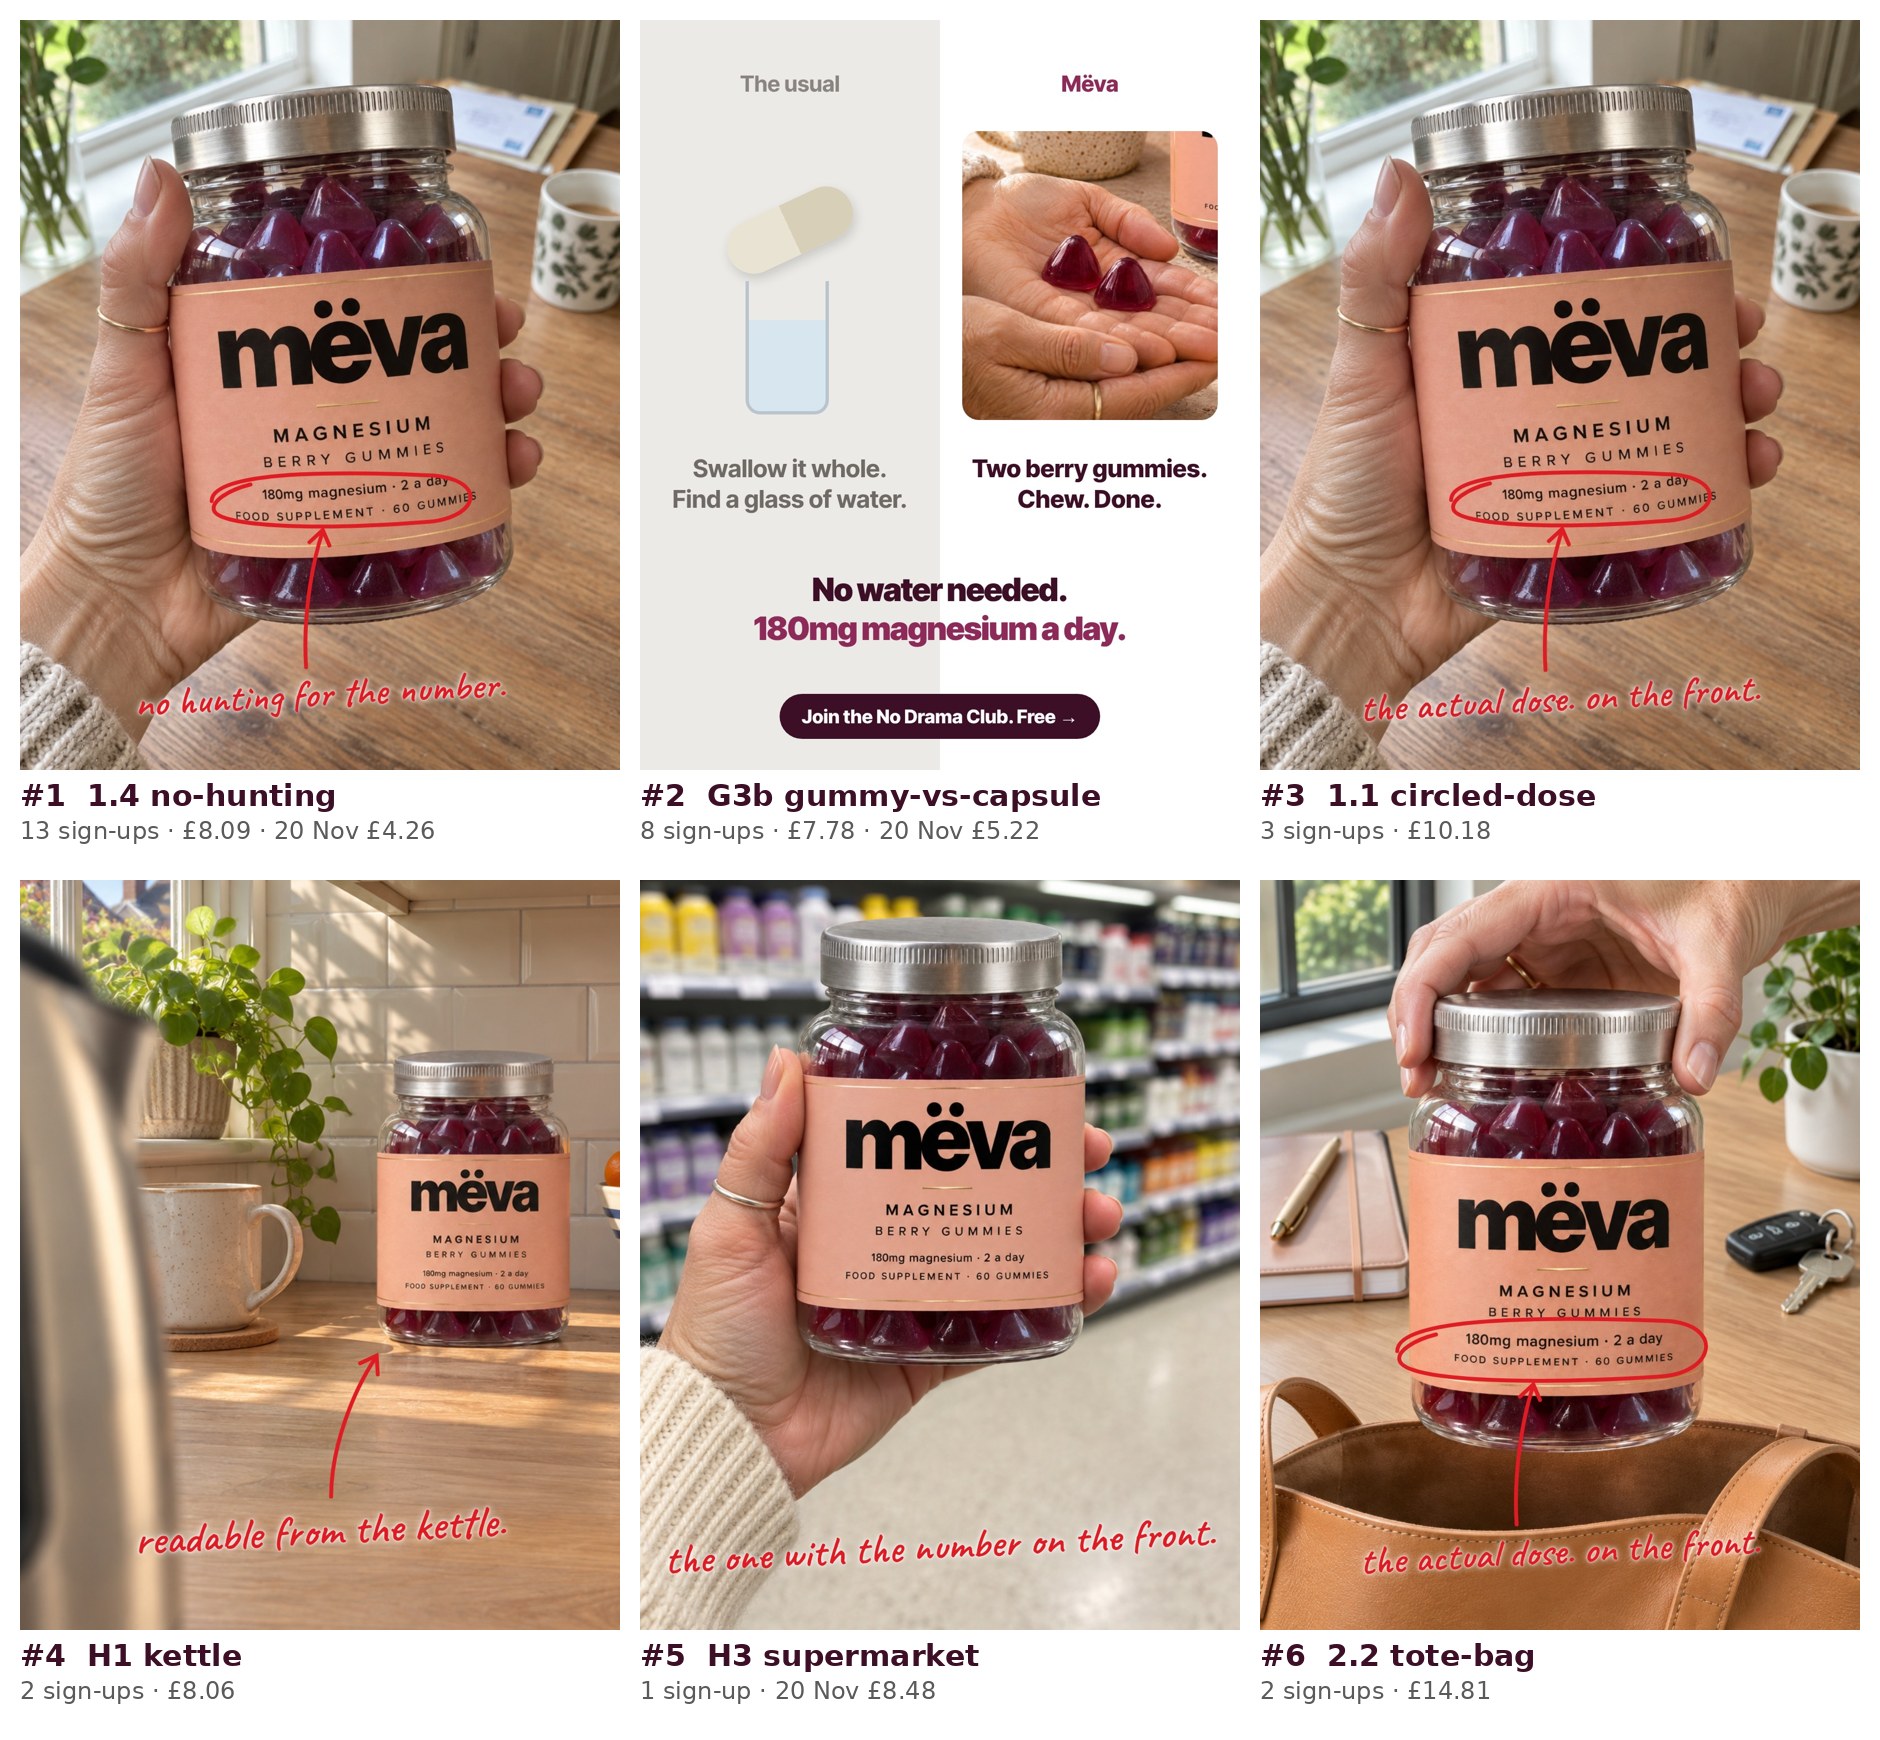 mëva
MAGNESIUM
BERRY GUMMIES
180mg magnesium · 2 a day
FOOD SUPPLEMENT · 60 GUMMIES
no hunting for the number.
#1 1.4 no-hunting
13 sign-ups · £8.09 · 20 Nov £4.26
The usual
Mëva
Swallow it whole.
Find a glass of water.
Two berry gummies.
Chew. Done.
No water needed.
180mg magnesium a day.
Join the No Drama Club. Free →
#2 G3b gummy-vs-capsule
8 sign-ups · £7.78 · 20 Nov £5.22
mëva
MAGNESIUM
BERRY GUMMIES
180mg magnesium · 2 a day
FOOD SUPPLEMENT · 60 GUMMIES
the actual dose. on the front.
#3 1.1 circled-dose
3 sign-ups · £10.18
mëva
MAGNESIUM
BERRY GUMMIES
180mg magnesium · 2 a day
FOOD SUPPLEMENT · 60 GUMMIES
readable from the kettle.
#4 H1 kettle
2 sign-ups · £8.06
mëva
MAGNESIUM
BERRY GUMMIES
180mg magnesium · 2 a day
FOOD SUPPLEMENT · 60 GUMMIES
the one with the number on the front.
#5 H3 supermarket
1 sign-up · 20 Nov £8.48
mëva
MAGNESIUM
BERRY GUMMIES
180mg magnesium · 2 a day
FOOD SUPPLEMENT · 60 GUMMIES
the actual dose. on the front.
#6 2.2 tote-bag
2 sign-ups · £14.81